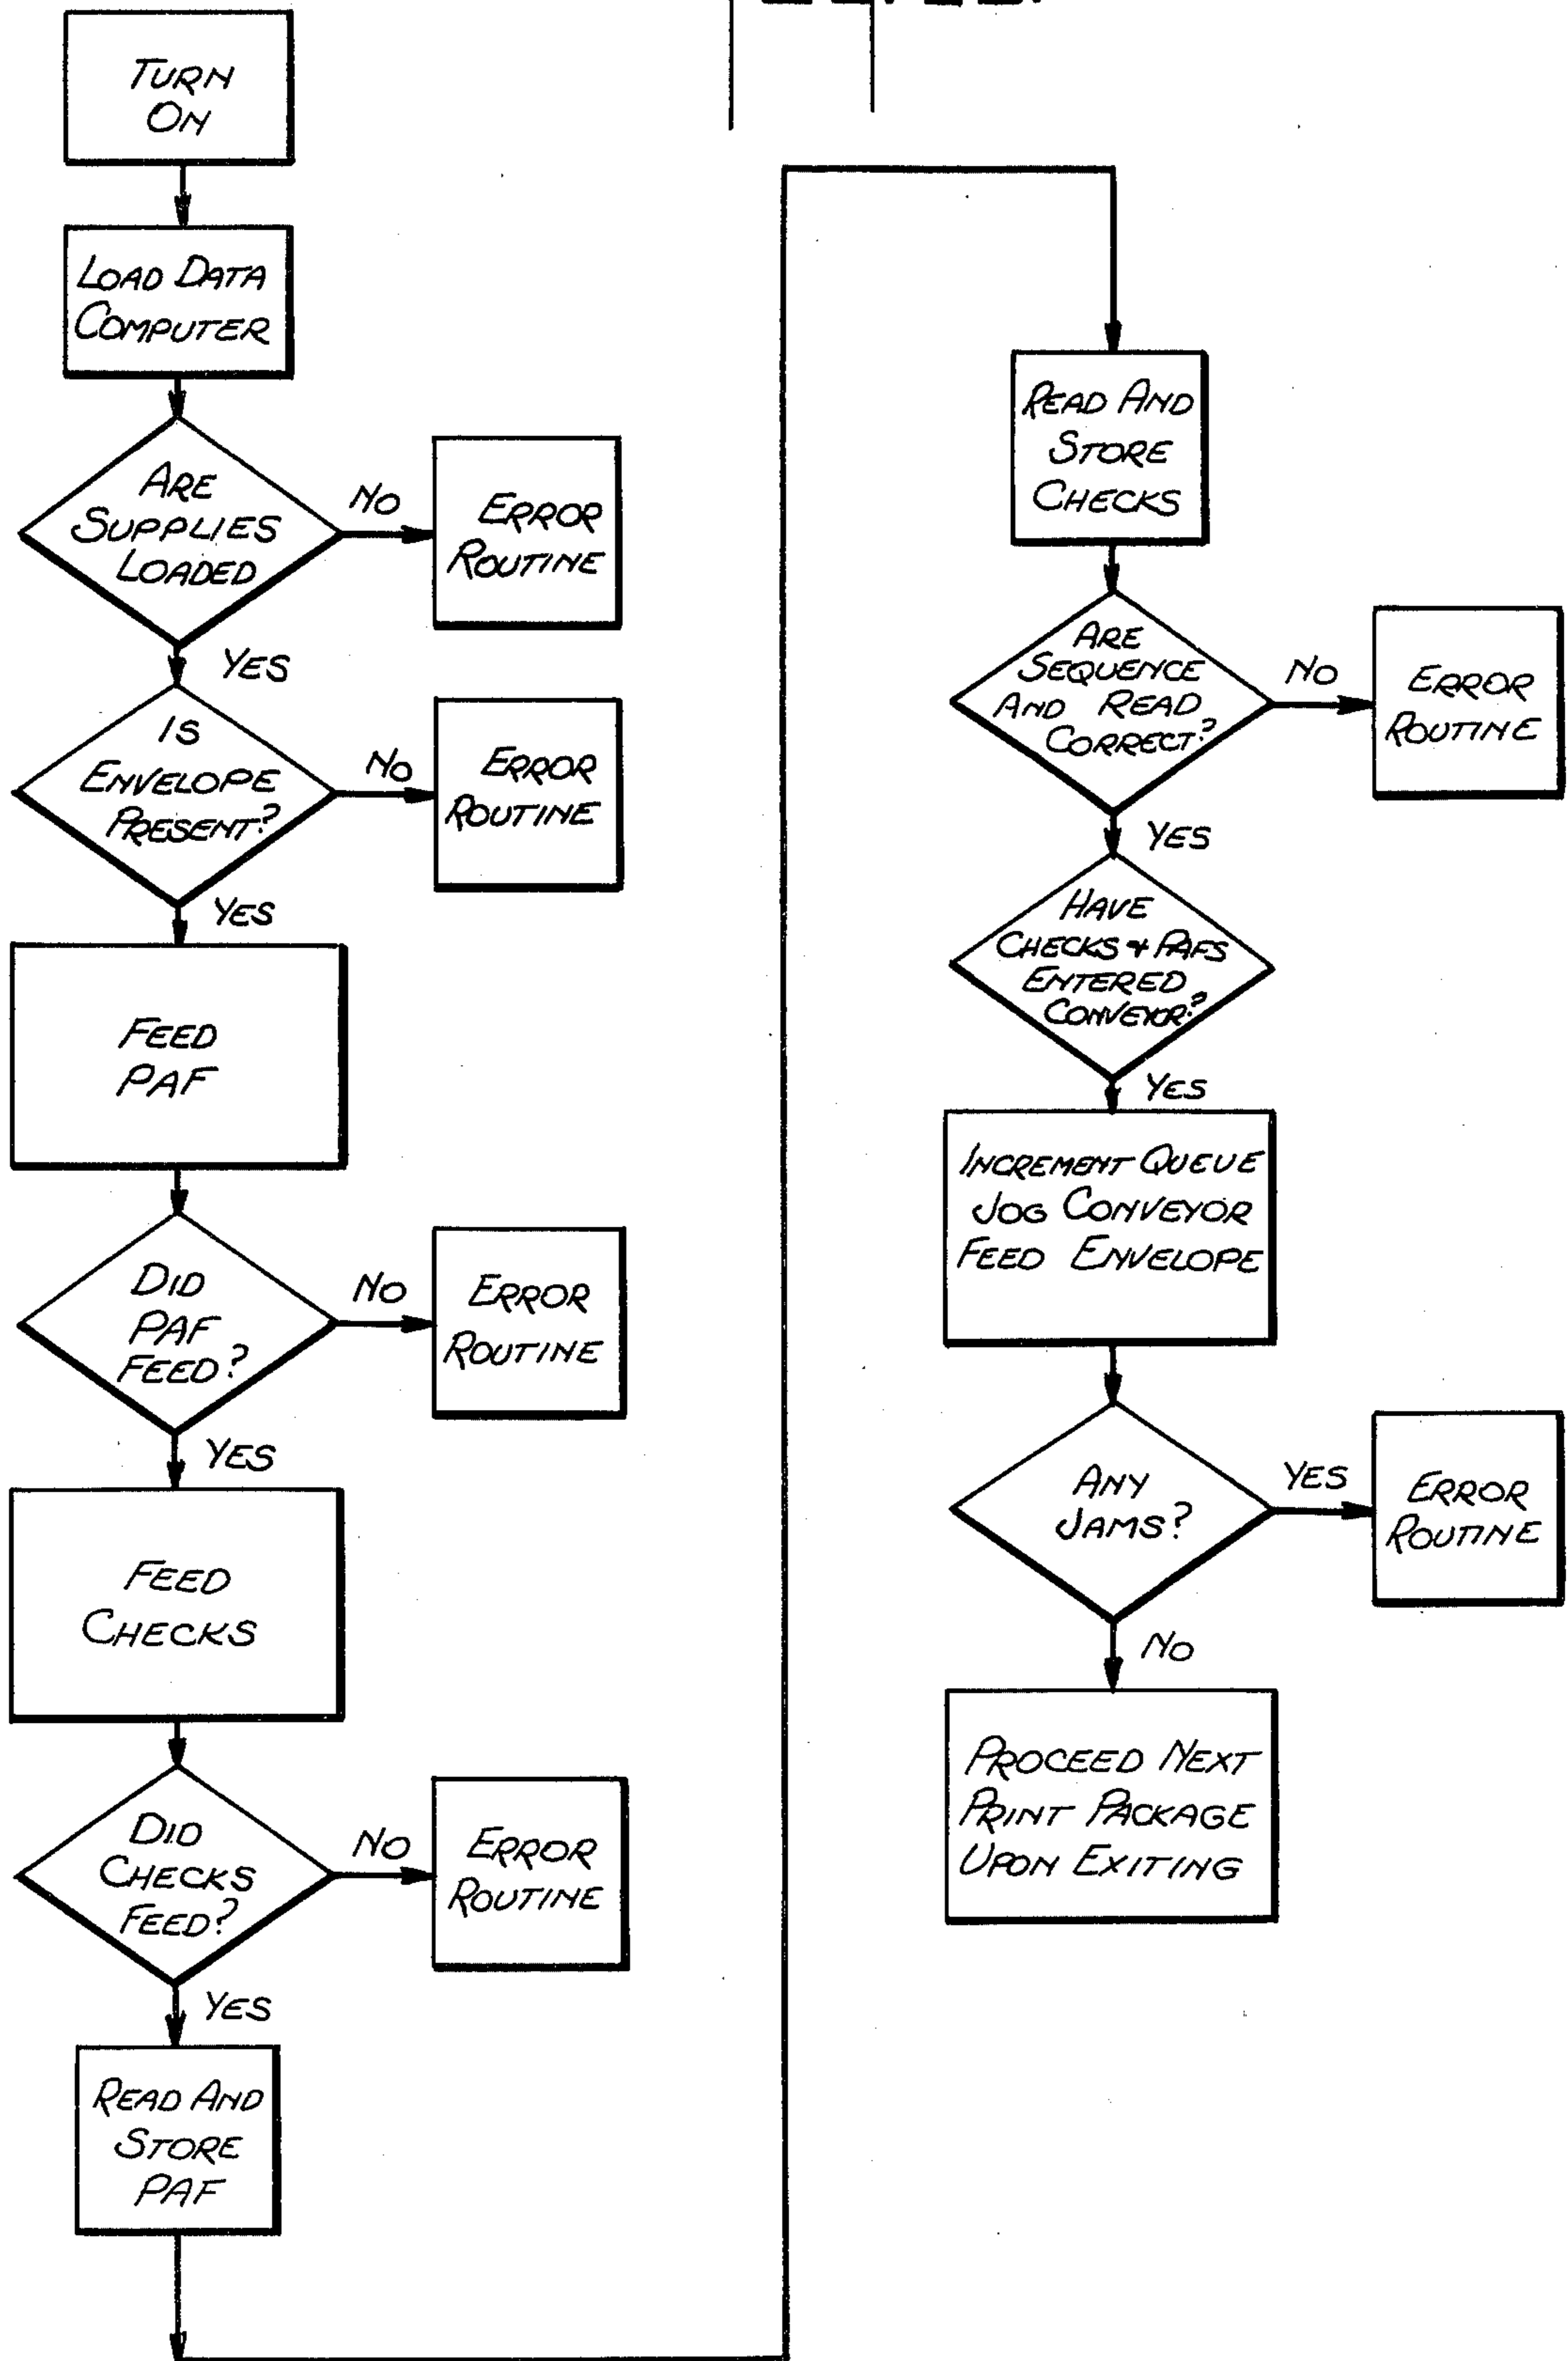 TURN
ON
LOAD DATA
COMPUTER
ARE
SUPPLIES
LOADED
NO
ERROR
ROUTINE
YES
IS
ENVELOPE
PRESENT?
NO
ERROR
ROUTINE
YES
FEED
PAF
DID
PAF
FEED?
NO
ERROR
ROUTINE
YES
FEED
CHECKS
DID
CHECKS
FEED?
NO
ERROR
ROUTINE
YES
READ AND
STORE
PAF
READ AND
STORE
CHECKS
ARE
SEQUENCE
AND READ
CORRECT?
NO
ERROR
ROUTINE
YES
HAVE
CHECKS & PAFS
ENTERED
CONVEYOR?
YES
INCREMENT QUEUE
JOG CONVEYOR
FEED ENVELOPE
ANY
JAMS?
YES
ERROR
ROUTINE
NO
PROCEED NEXT
PRINT PACKAGE
UPON EXITING